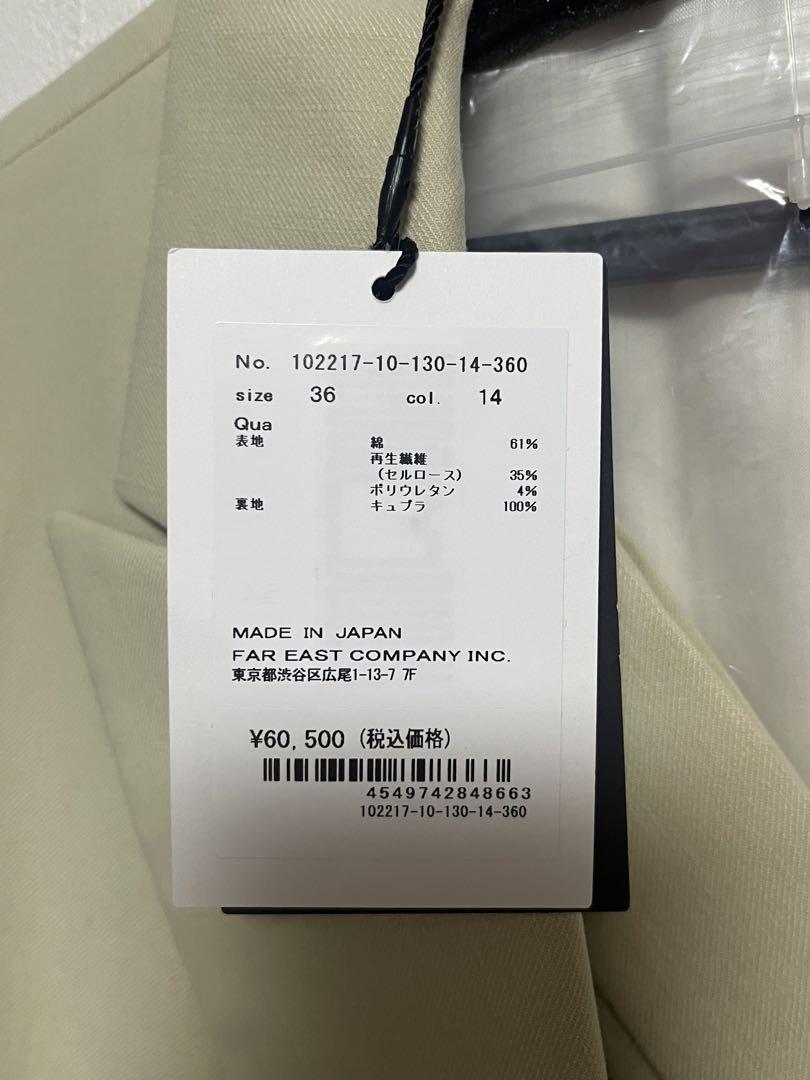 No. 102217-10-130-14-360
size 36 col. 14
Qua
表地 綿 61%
再生繊維
(セルロース) 35%
ポリウレタン 4%
裏地 キュプラ 100%
MADE IN JAPAN
FAR EAST COMPANY INC.
東京都渋谷区広尾1-13-7 7F
¥60,500 (税込価格)
4549742848663
102217-10-130-14-360